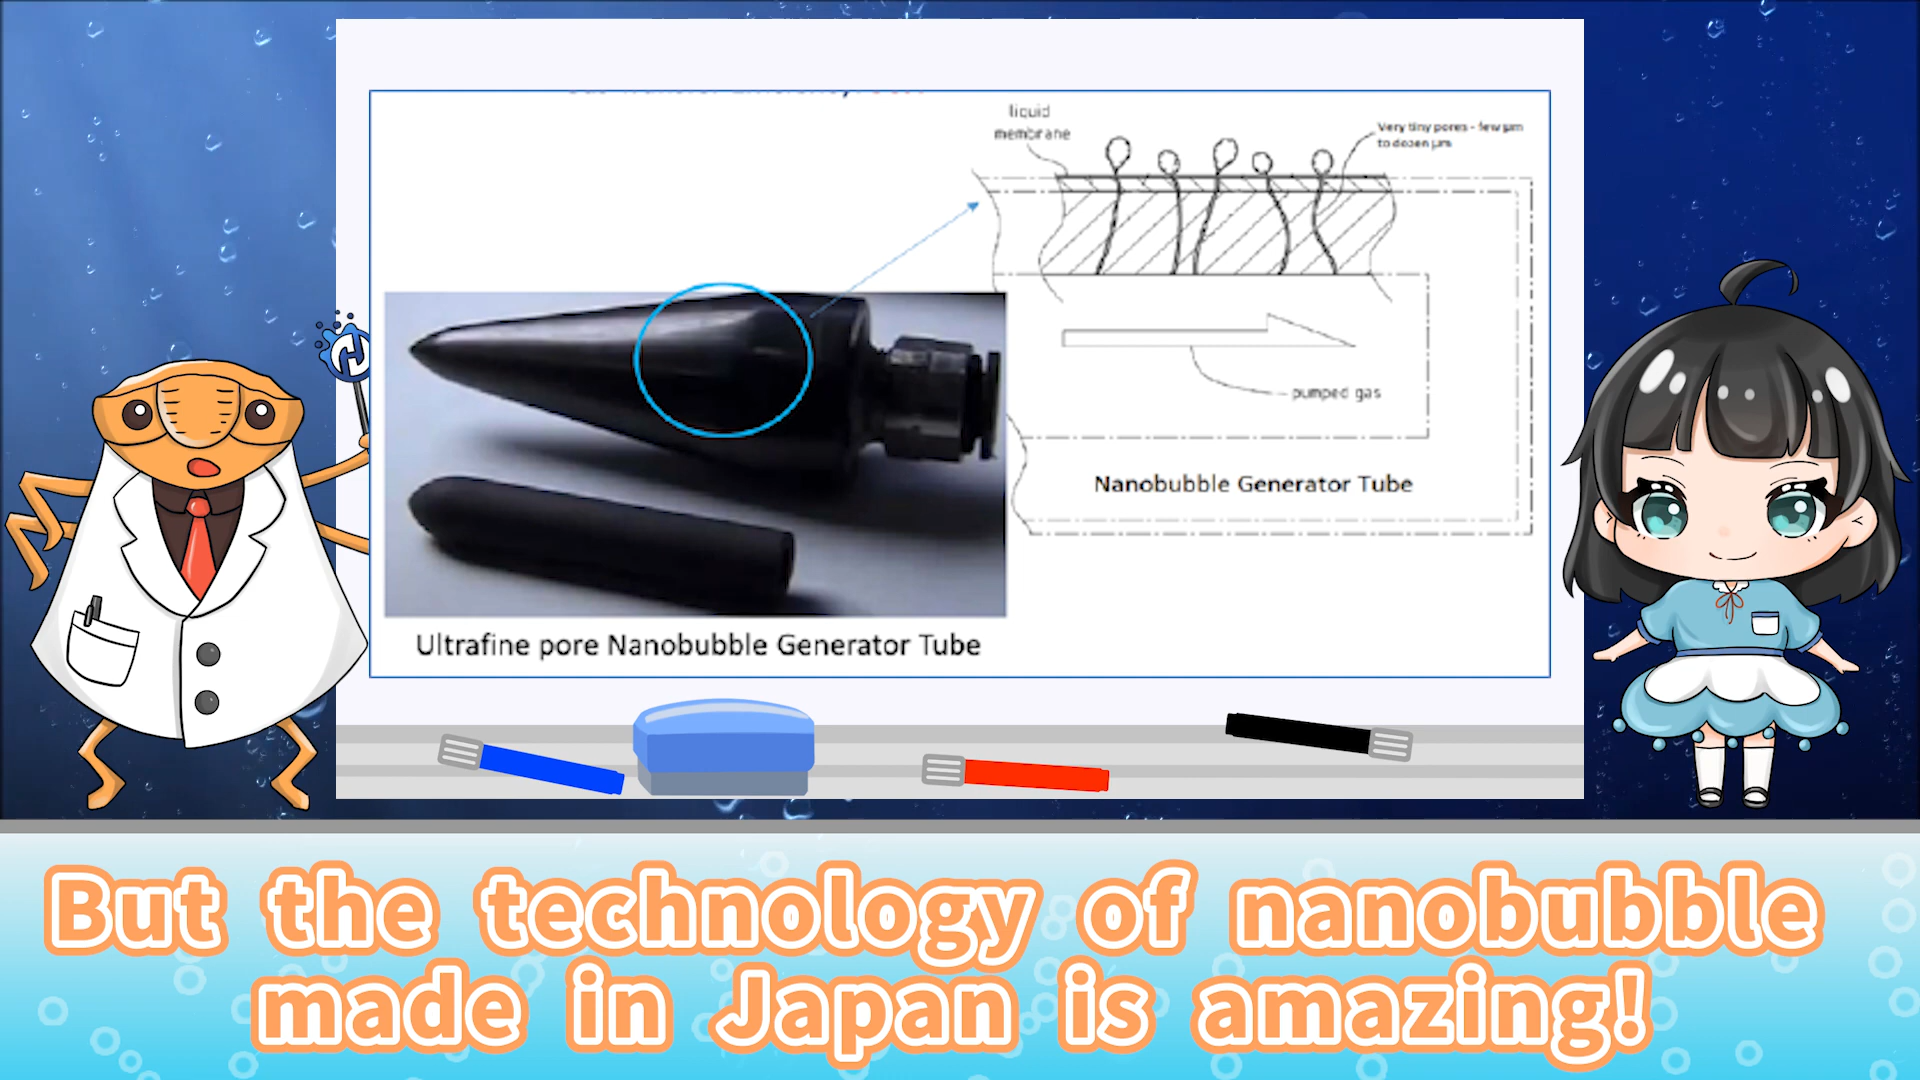 liquid
membrane
Very tiny pores - few μm
to dozen μm
pumped gas
Nanobubble Generator Tube
Ultrafine pore Nanobubble Generator Tube
But the technology of nanobubble
made in Japan is amazing!